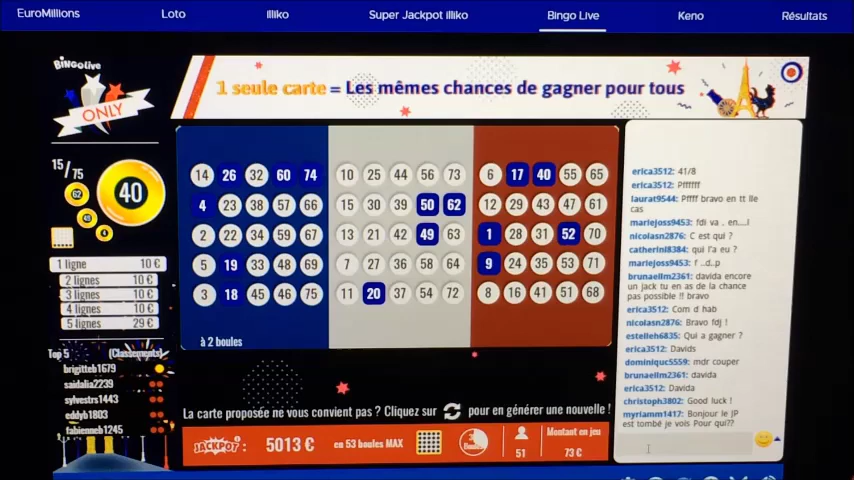 EuroMillions Loto illiko Super Jackpot illiko Bingo Live Keno Résultats
BiNGOLive
ONLY
1 seule carte = Les mêmes chances de gagner pour tous
15/75
40
62
49
4
1 ligne 10 €
2 lignes 10 €
3 lignes 10 €
4 lignes 10 €
5 lignes 29 €
Top 5 (Classements)
brigitteb1679
saidalia2239
sylvestrs1443
eddyb1803
fabienneb1245
14 26 32 60 74
4 23 38 57 66
2 22 34 59 67
5 19 33 48 69
3 18 45 46 75
à 2 boules
10 25 44 56 73
15 30 39 50 62
13 21 42 49 63
7 27 36 58 64
11 20 37 54 72
6 17 40 55 65
12 29 43 47 61
1 28 31 52 70
9 24 35 53 71
8 16 41 51 68
La carte proposée ne vous convient pas ? Cliquez sur pour en générer une nouvelle !
JACKPOT 5013 € en 53 boules MAX
51
Montant en jeu
73 €
erica3512: 41/8
erica3512: Pfffffff
laurat9544: Pffff bravo en tt lle
cas
mariejoss9453: fdi va .. en....l
nicolasn2876: C est qui ?
catherinl8384: qui l'a eu ?
mariejoss9453: f ..d..p
brunaellm2361: davida encore
un jack tu en as de la chance
pas possible !! bravo
erica3512: Com d hab
nicolasn2876: Bravo fdj !
estelleh6835: Qui a gagner ?
erica3512: Davids
dominiquc5559: mdr couper
brunaellm2361: davida
erica3512: Davida
christoph3802: Good luck !
myriamm1417: Bonjour le JP
est tombé je vois Pour qui??